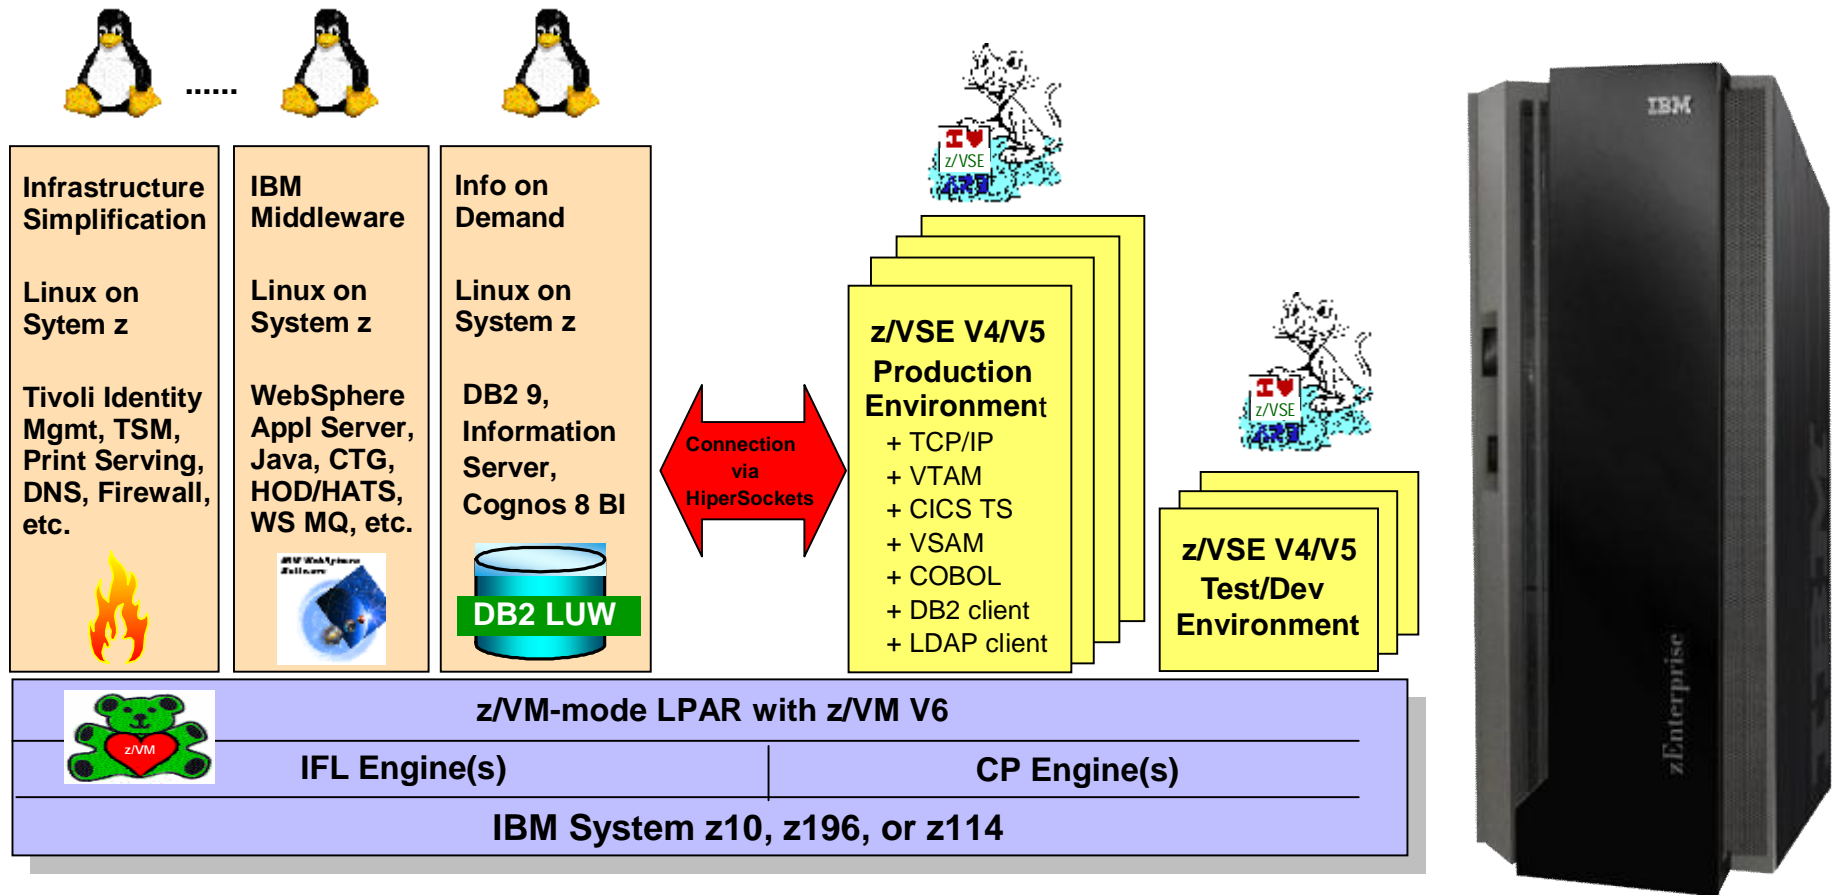 ......
Infrastructure
Simplification
Linux on
Sytem z
Tivoli Identity
Mgmt, TSM,
Print Serving,
DNS, Firewall,
etc.
IBM
Middleware
Linux on
System z
WebSphere
Appl Server,
Java, CTG,
HOD/HATS,
WS MQ, etc.
IBM WebSphere
Software
Info on
Demand
Linux on
System z
DB2 9,
Information
Server,
Cognos 8 BI
DB2 LUW
Connection
via
HiperSockets
I ♥
z/VSE
z/VSE V4/V5
Production
Environment
+ TCP/IP
+ VTAM
+ CICS TS
+ VSAM
+ COBOL
+ DB2 client
+ LDAP client
I ♥
z/VSE
z/VSE V4/V5
Test/Dev
Environment
z/VM
z/VM-mode LPAR with z/VM V6
IFL Engine(s)
CP Engine(s)
IBM System z10, z196, or z114
IBM
zEnterprise